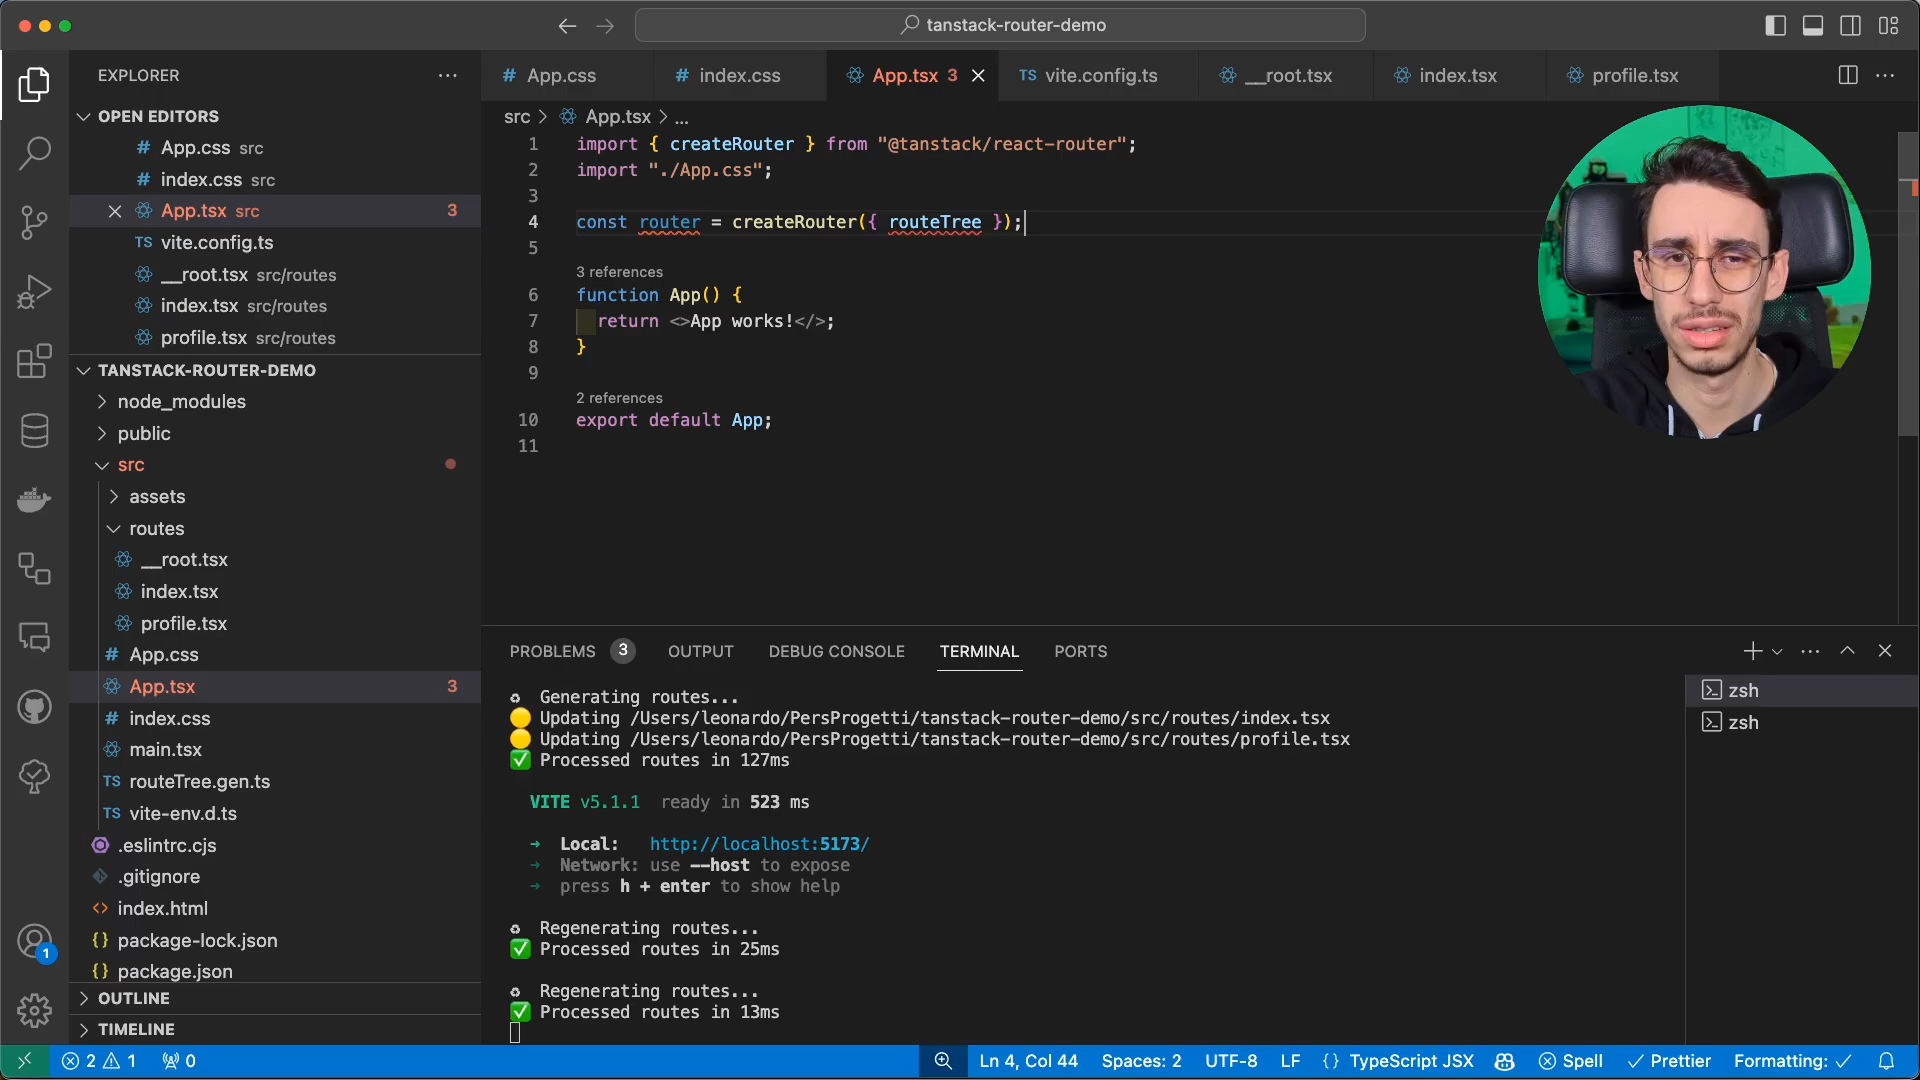 tanstack-router-demo
EXPLORER
OPEN EDITORS
# App.css src
# index.css src
App.tsx src 3
TS vite.config.ts
__root.tsx src/routes
index.tsx src/routes
profile.tsx src/routes
TANSTACK-ROUTER-DEMO
node_modules
public
src
assets
routes
__root.tsx
index.tsx
profile.tsx
# App.css
App.tsx 3
# index.css
main.tsx
TS routeTree.gen.ts
TS vite-env.d.ts
.eslintrc.cjs
.gitignore
<> index.html
{} package-lock.json
{} package.json
OUTLINE
TIMELINE
1
# App.css # index.css App.tsx 3 TS vite.config.ts __root.tsx index.tsx profile.tsx
src > App.tsx > ...
1 import { createRouter } from "@tanstack/react-router";
2 import "./App.css";
3
4 const router = createRouter({ routeTree });
5
3 references
6 function App() {
7 return <>App works!</>;
8 }
9
2 references
10 export default App;
11
PROBLEMS 3 OUTPUT DEBUG CONSOLE TERMINAL PORTS
Generating routes...
Updating /Users/leonardo/PersProgetti/tanstack-router-demo/src/routes/index.tsx
Updating /Users/leonardo/PersProgetti/tanstack-router-demo/src/routes/profile.tsx
✅ Processed routes in 127ms
VITE v5.1.1 ready in 523 ms
➜ Local: http://localhost:5173/
➜ Network: use --host to expose
➜ press h + enter to show help
Regenerating routes...
✅ Processed routes in 25ms
Regenerating routes...
✅ Processed routes in 13ms
zsh
zsh
2 1 0
Ln 4, Col 44 Spaces: 2 UTF-8 LF {} TypeScript JSX Spell ✓ Prettier Formatting: ✓